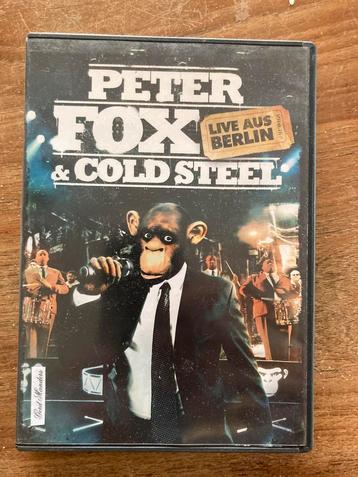 PETER
FOX
LIVE AUS
BERLIN
& COLD STEEL